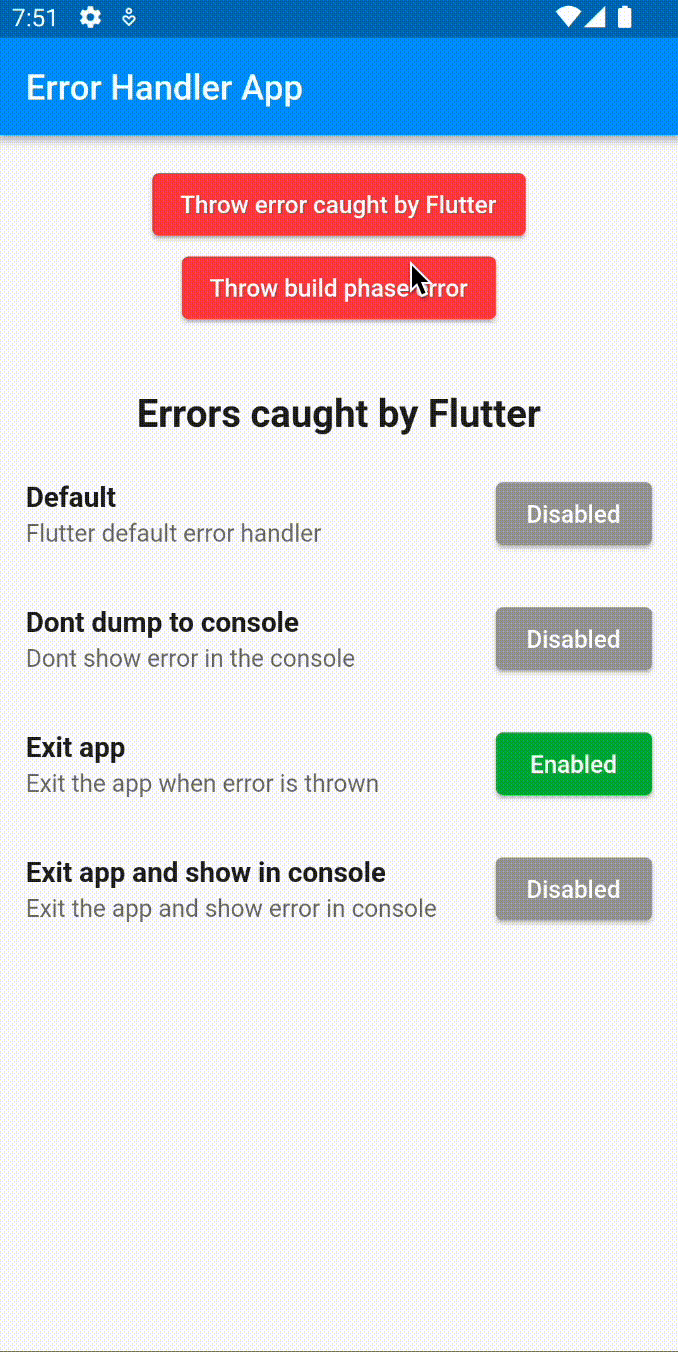 7:51
Error Handler App
Throw error caught by Flutter
Throw build phase error
Errors caught by Flutter
Default
Flutter default error handler
Disabled
Dont dump to console
Dont show error in the console
Disabled
Exit app
Exit the app when error is thrown
Enabled
Exit app and show in console
Exit the app and show error in console
Disabled